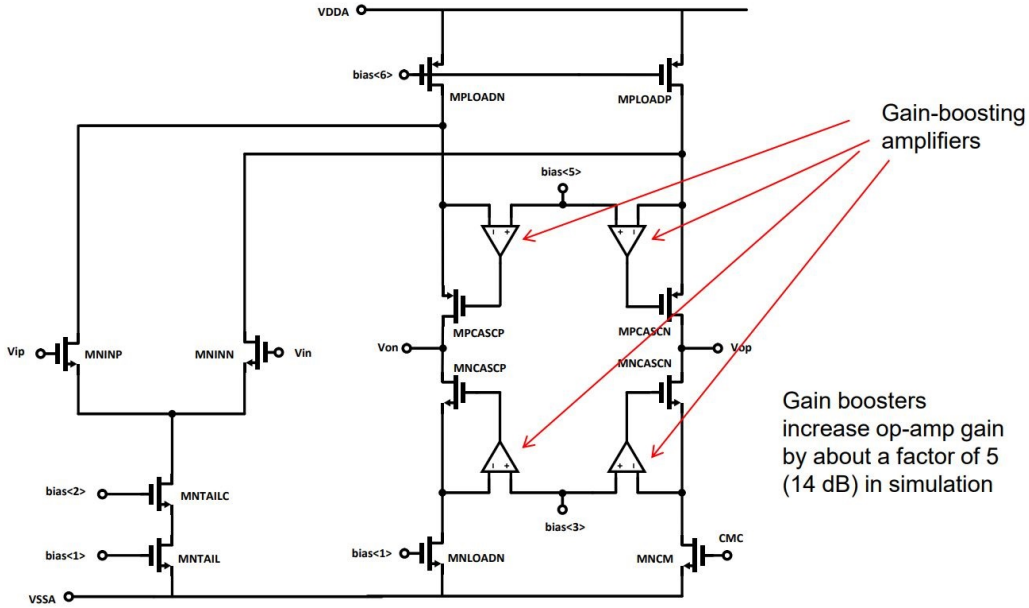 VDDA
bias<6>
MPLOADN
MPLOADP
Gain-boosting
amplifiers
bias<5>
- +
+ -
Vip
MNINP
MNINN
Vin
MPCASCP
MPCASCN
Von
Vop
MNCASCP
MNCASCN
Gain boosters
increase op-amp gain
by about a factor of 5
(14 dB) in simulation
- +
+ -
bias<2>
MNTAILC
bias<3>
bias<1>
MNTAIL
bias<1>
MNLOADN
MNCM
CMC
VSSA